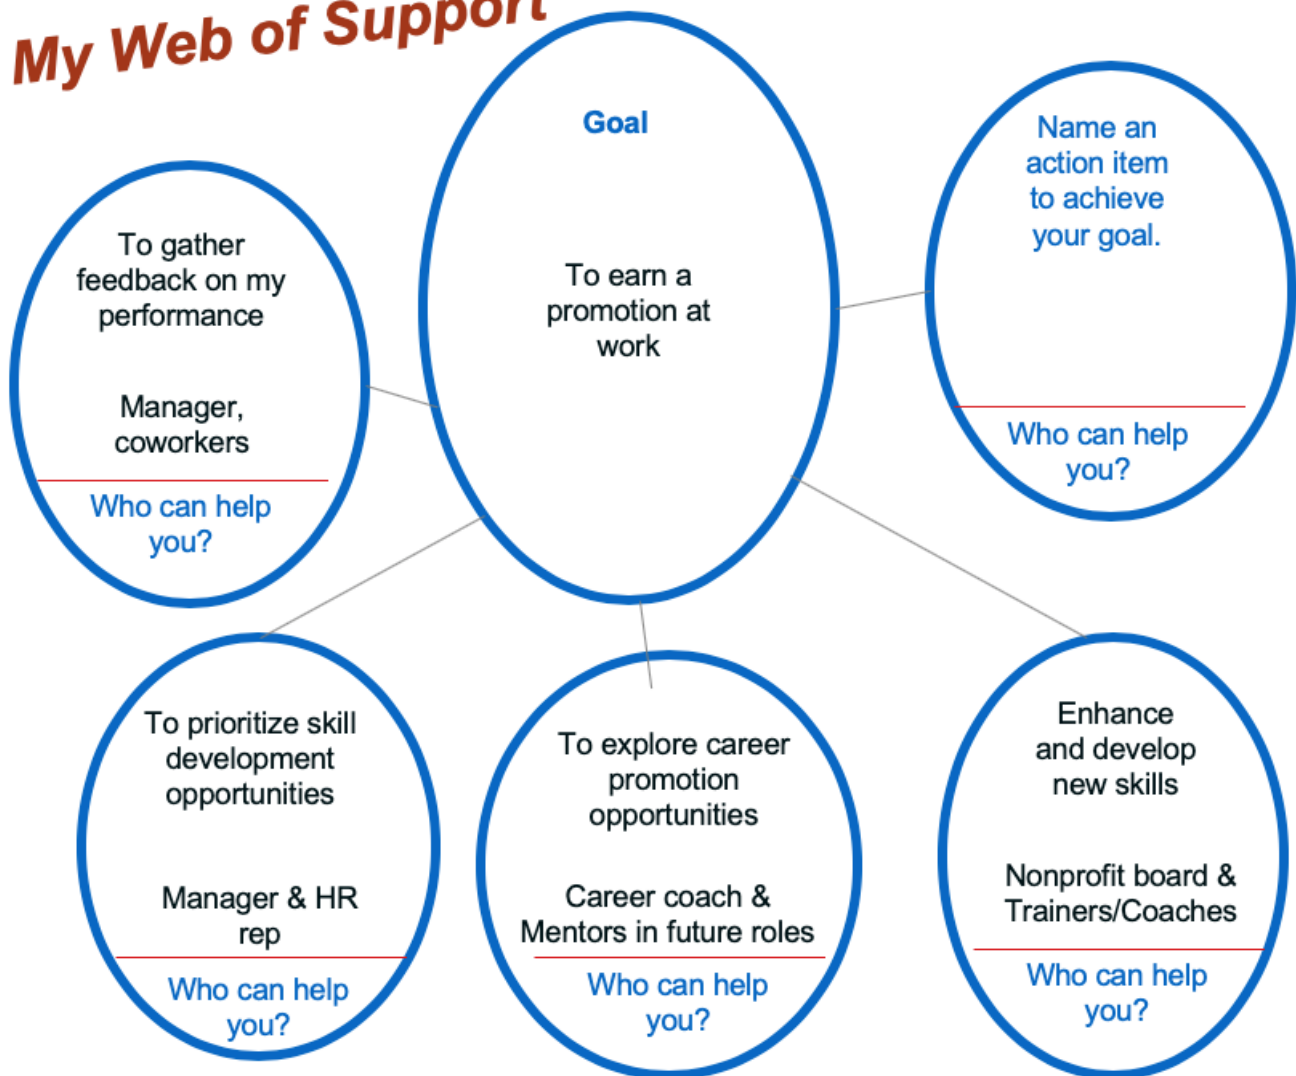 My Web of Support
Goal
To earn a
promotion at
work
Name an
action item
to achieve
your goal.
Who can help
you?
To gather
feedback on my
performance
Manager,
coworkers
Who can help
you?
To prioritize skill
development
opportunities
Manager & HR
rep
Who can help
you?
To explore career
promotion
opportunities
Career coach &
Mentors in future roles
Who can help
you?
Enhance
and develop
new skills
Nonprofit board &
Trainers/Coaches
Who can help
you?